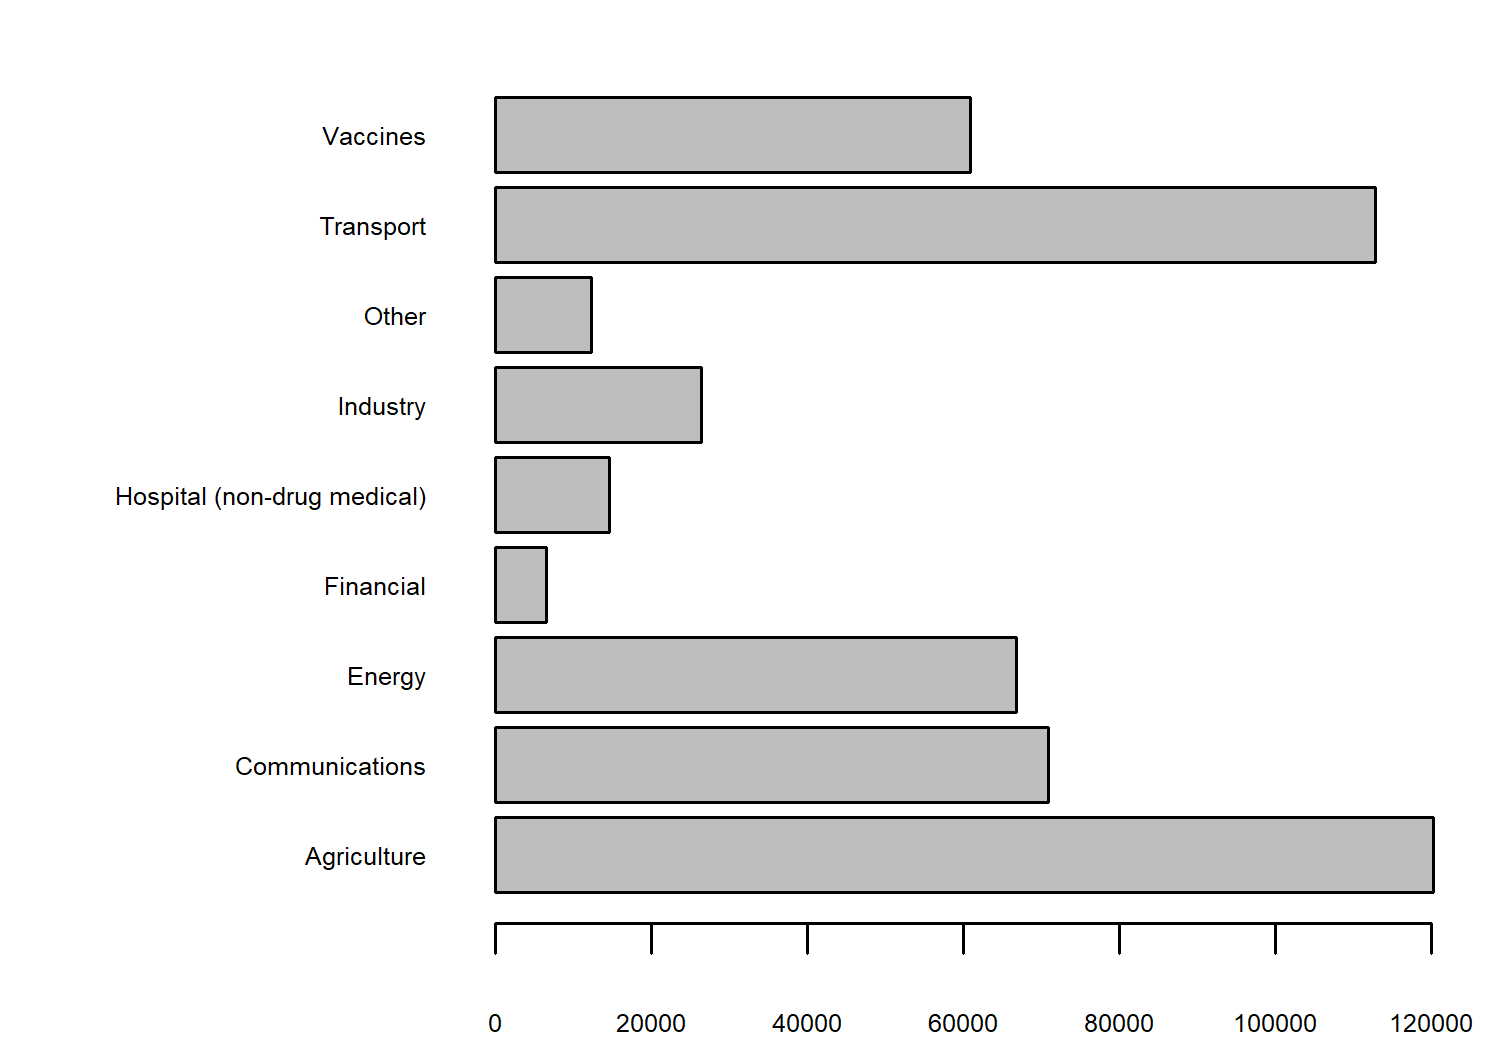 Vaccines
Transport
Other
Industry
Hospital (non-drug medical)
Financial
Energy
Communications
Agriculture
0 20000 40000 60000 80000 100000 120000